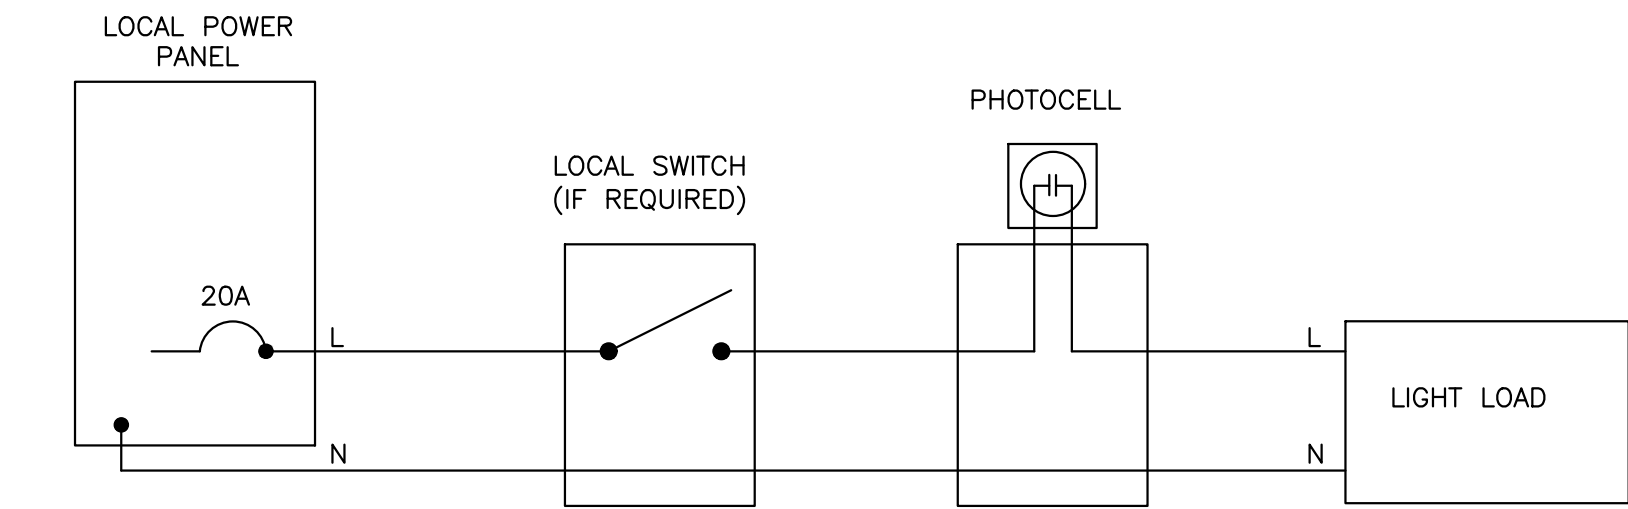 LOCAL POWER
PANEL
PHOTOCELL
LOCAL SWITCH
(IF REQUIRED)
20A
L
L
LIGHT LOAD
N
N